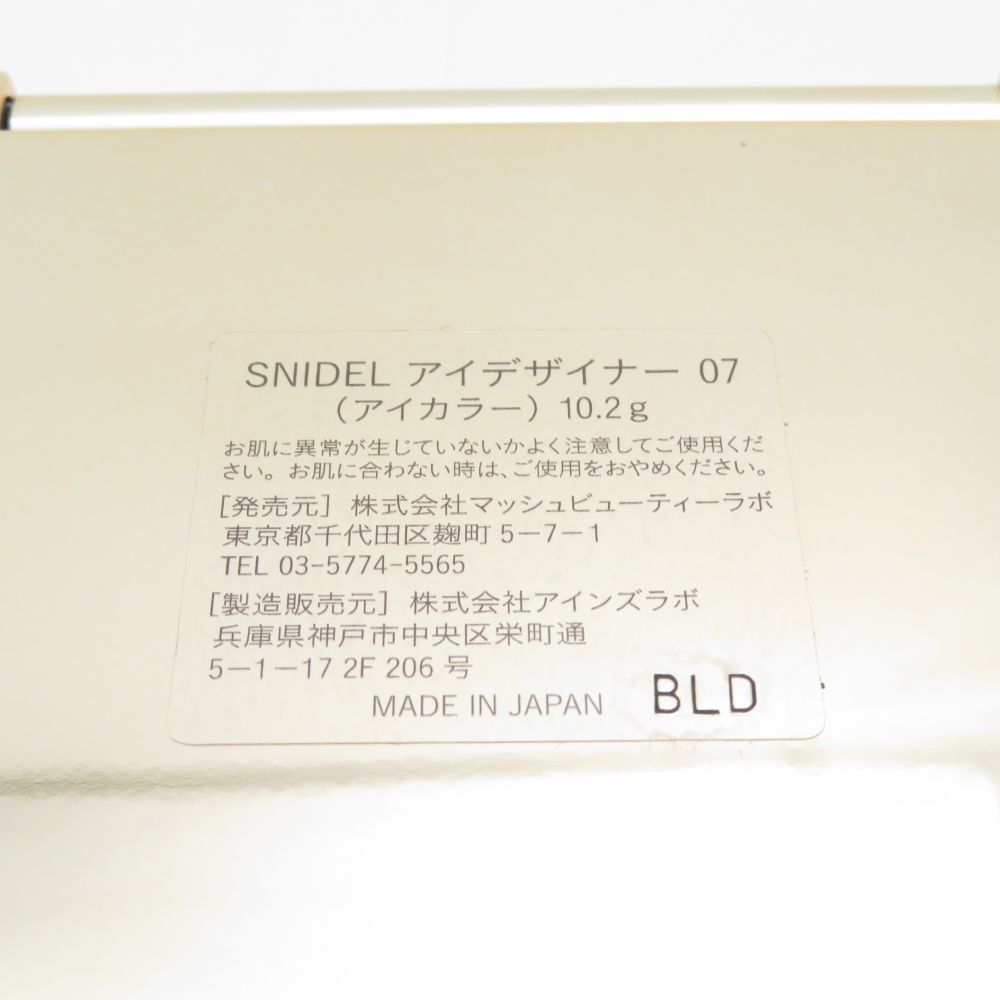 SNIDEL アイデザイナー 07
（アイカラー）10.2g
お肌に異常が生じていないかよく注意してご使用くだ
さい。お肌に合わない時は、ご使用をおやめください。
［発売元］株式会社マッシュビューティーラボ
東京都千代田区麹町 5−7−1
TEL 03-5774-5565
［製造販売元］株式会社アインズラボ
兵庫県神戸市中央区栄町通
5−1−17 2F 206 号
MADE IN JAPAN BLD